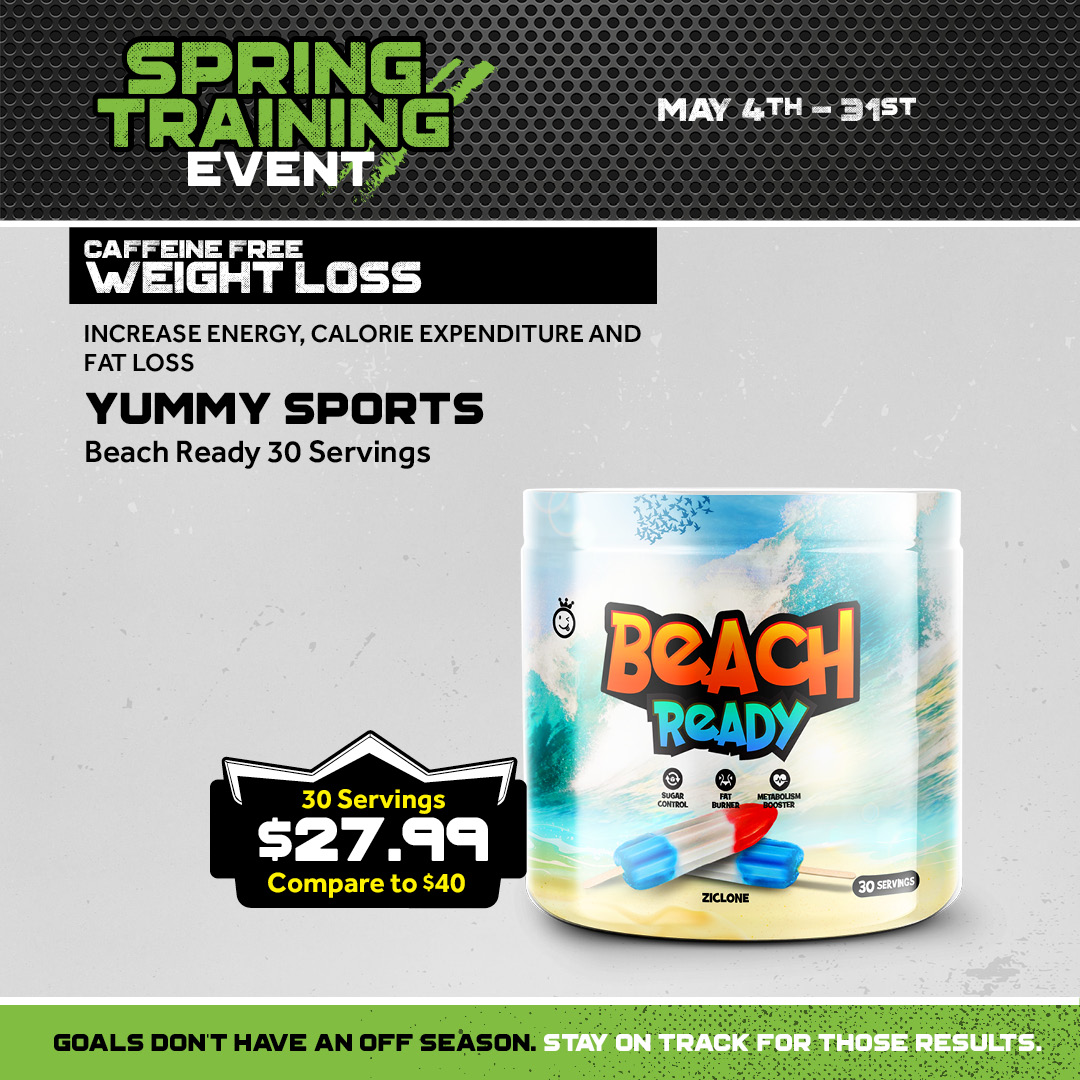 SPRING
TRAINING
EVENT
MAY 4TH – 31ST
CAFFEINE FREE
WEIGHT LOSS
INCREASE ENERGY, CALORIE EXPENDITURE AND
FAT LOSS
YUMMY SPORTS
Beach Ready 30 Servings
BEACH
READY
SUGAR
CONTROL
FAT
BURNER
METABOLISM
BOOSTER
30 SERVINGS
ZICLONE
30 Servings
$27.99
Compare to $40
GOALS DON'T HAVE AN OFF SEASON. STAY ON TRACK FOR THOSE RESULTS.